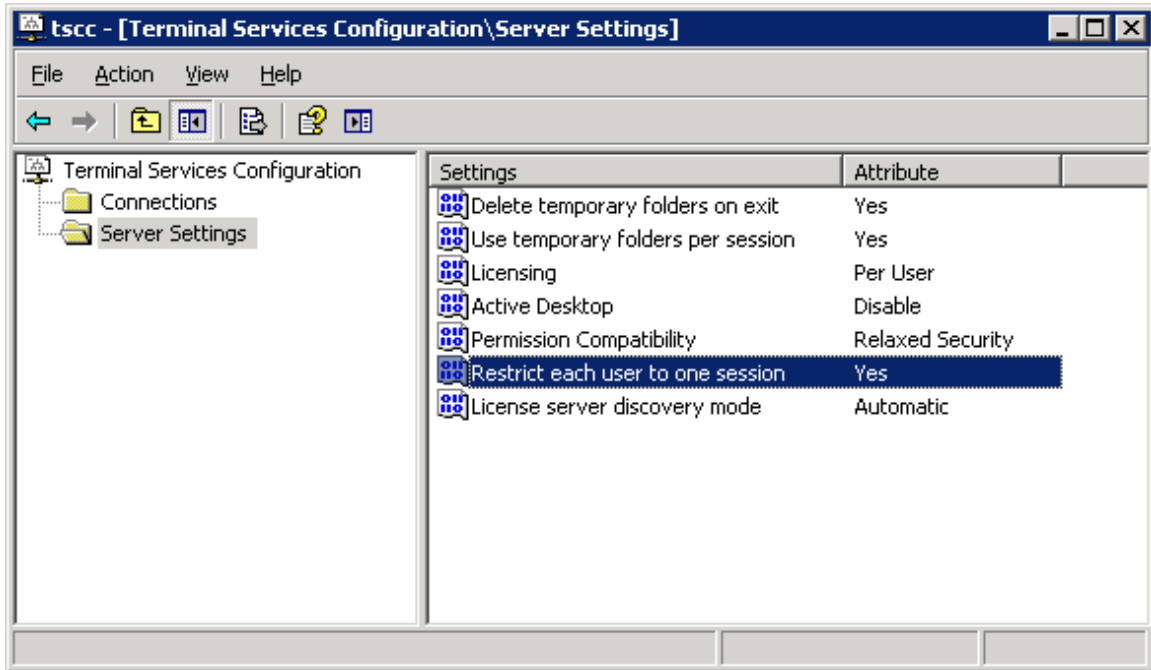 tscc - [Terminal Services Configuration\Server Settings]
File Action View Help
Terminal Services Configuration
Connections
Server Settings
Settings Attribute
Delete temporary folders on exit Yes
Use temporary folders per session Yes
Licensing Per User
Active Desktop Disable
Permission Compatibility Relaxed Security
Restrict each user to one session Yes
License server discovery mode Automatic